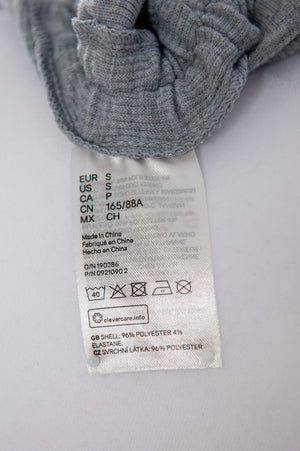 EUR S
US S
CA P
CN 165/88A
MX CH
Made in China
Fabriqué en China
Hecho en China
O/N 190286
P/N 0921090 2
40
clevercare.info
GB SHELL: 96% POLYESTER 4%
ELASTANE.
CZ SVRCHNÍ LÁTKA: 96% POLYESTER